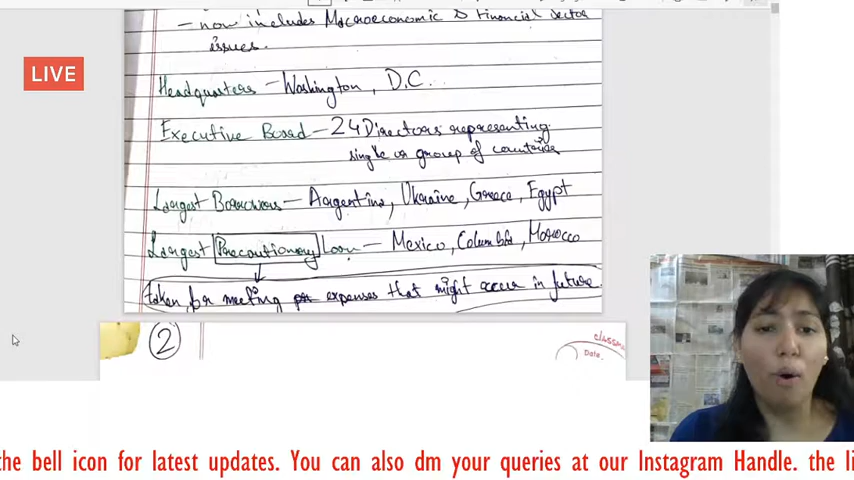 - now includes Macroeconomic & Financial Sector
issues.
LIVE
Headquarters - Washington, D.C.
Executive Board - 24 Directors representing
single or group of countries
Largest Borrowers - Argentina, Ukraine, Greece, Egypt
Largest Precautionary Loan - Mexico, Columbia, Morocco
taken for meeting expenses that might occur in future.
2
classm
Date
the bell icon for latest updates. You can also dm your queries at our Instagram Handle. the li